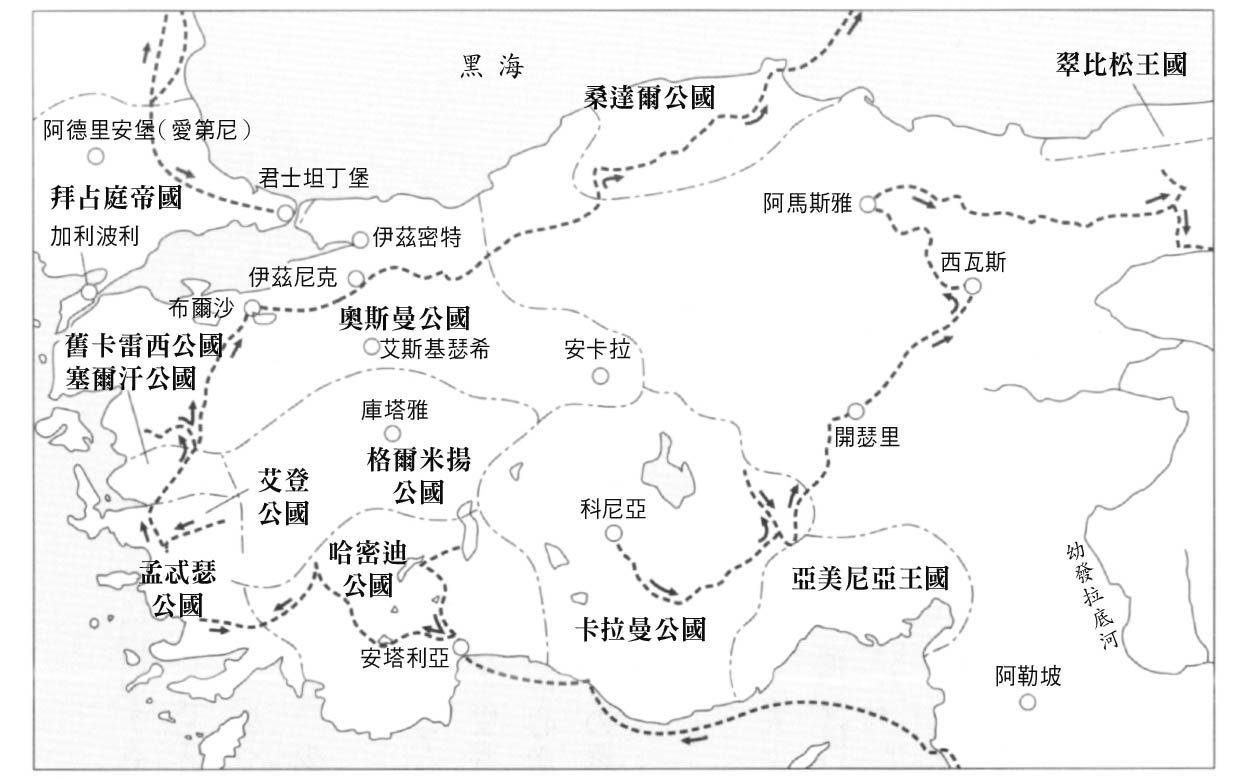 黑海
翠比松王國
桑達爾公國
阿德里安堡(愛第尼)
君士坦丁堡
拜占庭帝國
阿馬斯雅
加利波利
伊茲密特
西瓦斯
伊茲尼克
布爾沙
奧斯曼公國
舊卡雷西公國
塞爾汗公國
艾斯基瑟希
安卡拉
庫塔雅
開瑟里
格爾米揚
公國
艾登
公國
科尼亞
哈密迪
公國
幼發拉底河
孟忒瑟
公國
亞美尼亞王國
卡拉曼公國
安塔利亞
阿勒坡